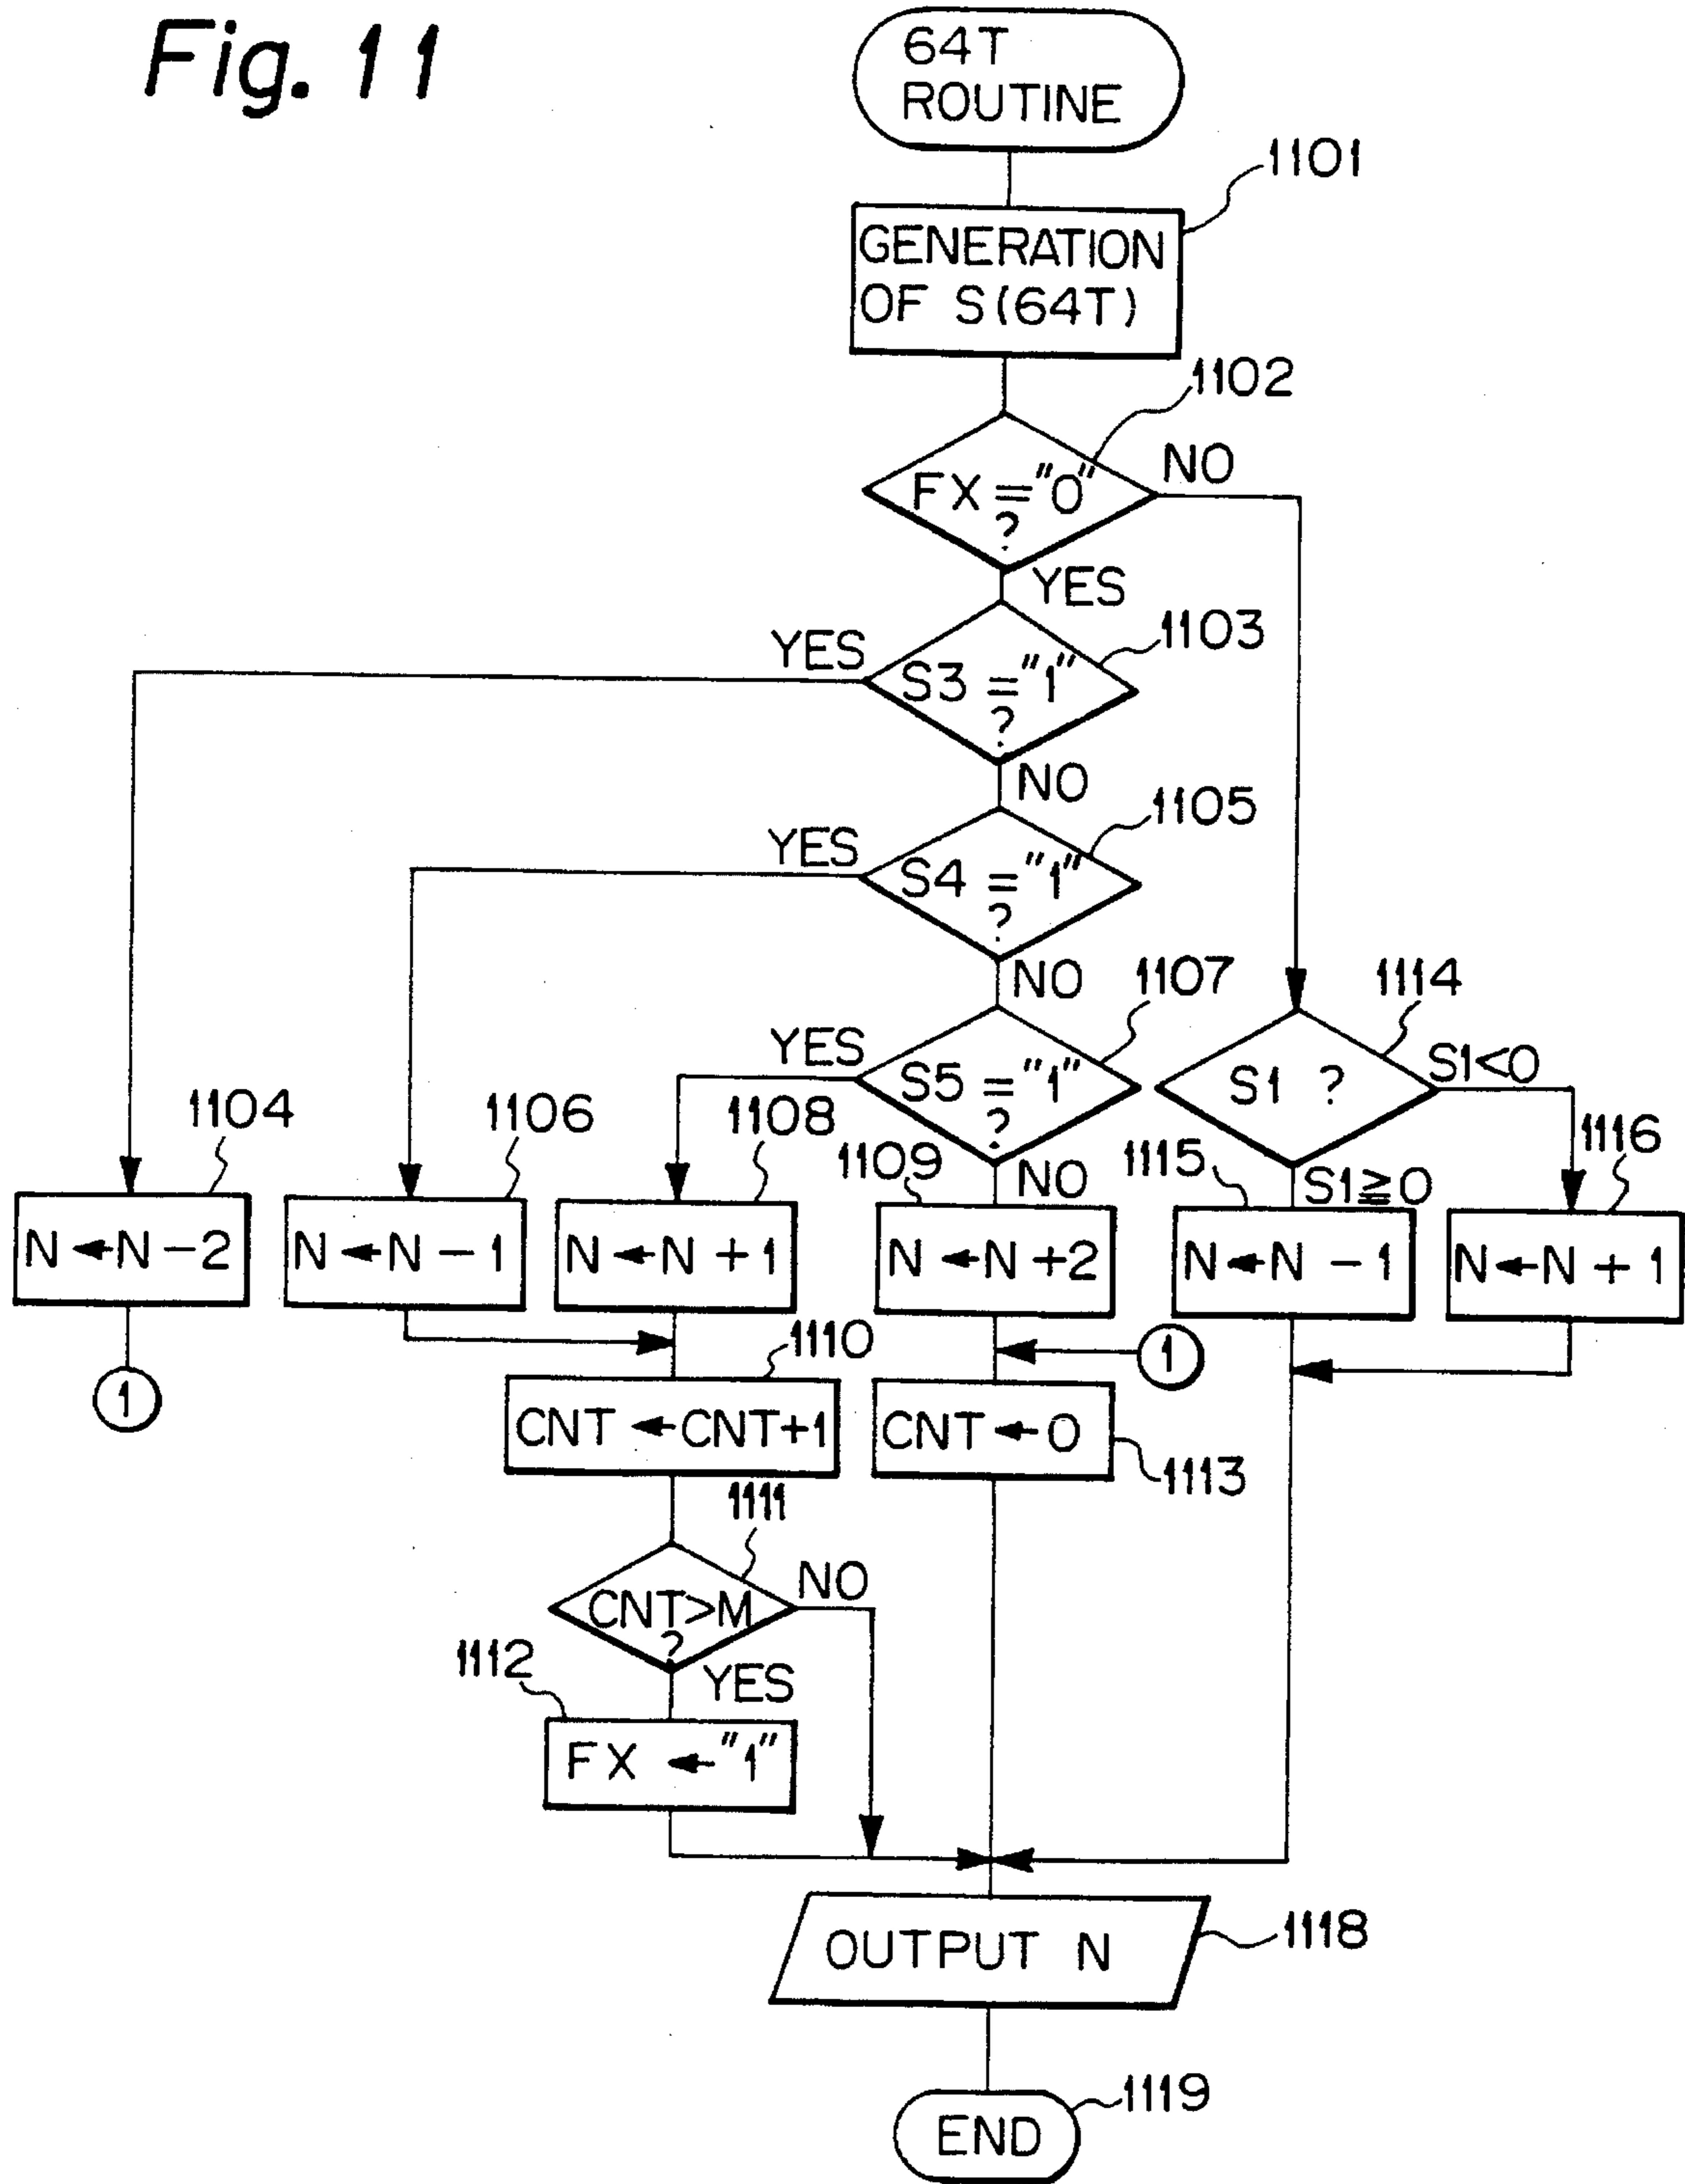 Fig. 11
64T
ROUTINE
1101
GENERATION
OF S(64T)
1102
FX="0"
?
NO
YES
1103
YES
S3="1"
?
NO
1105
YES
S4="1"
?
NO
1107
YES
S5="1"
?
NO
1114
S1 ?
S1<0
S1≧0
1104
N←N-2
1106
N←N-1
1108
N←N+1
1109
N←N+2
1115
N←N-1
1116
N←N+1
1
1
1110
CNT←CNT+1
CNT←0
1113
1111
CNT>M
?
NO
YES
1112
FX←"1"
OUTPUT N
1118
END
1119